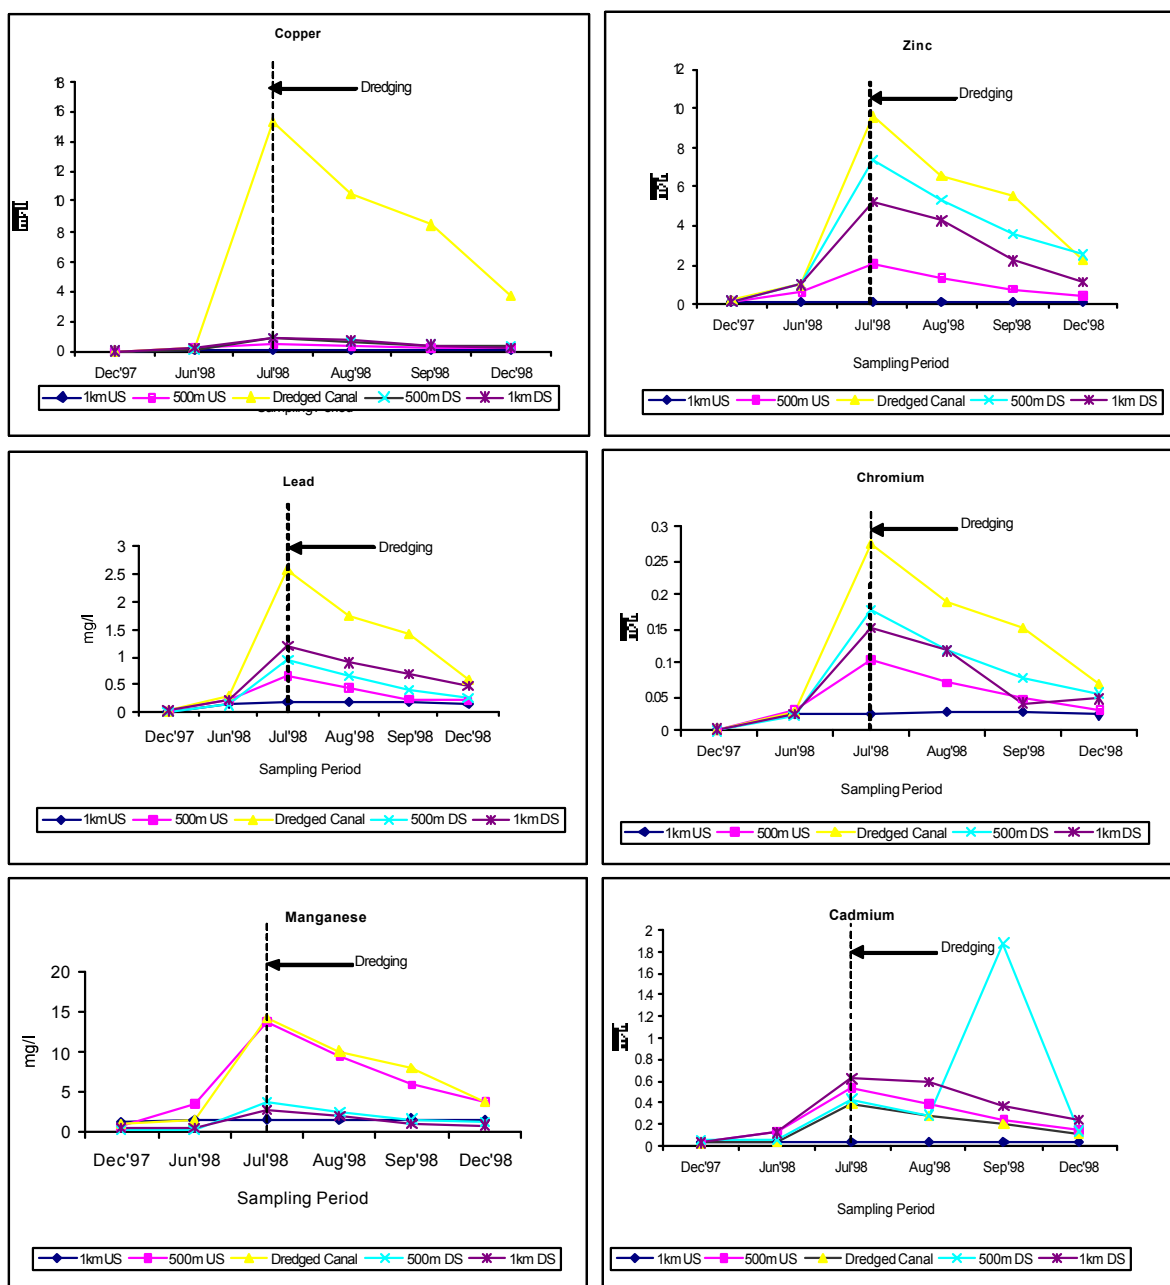 Copper
18
16
14
12
10
8
6
4
2
0
Dredging
Dec'97 Jun'98 Jul'98 Aug'98 Sep'98 Dec'98
1km US 500m US Dredged Canal 500m DS 1km DS
Zinc
12
10
8
6
4
2
0
Dredging
Dec'97 Jun'98 Jul'98 Aug'98 Sep'98 Dec'98
Sampling Period
1km US 500m US Dredged Canal 500m DS 1km DS
Lead
Dredging
3
2.5
2
1.5
1
0.5
0
mg/l
Dec'97 Jun'98 Jul'98 Aug'98 Sep'98 Dec'98
Sampling Period
1km US 500m US Dredged Canal 500m DS 1km DS
Chromium
Dredging
0.3
0.25
0.2
0.15
0.1
0.05
0
Dec'97 Jun'98 Jul'98 Aug'98 Sep'98 Dec'98
Sampling Period
1km US 500m US Dredged Canal 500m DS 1km DS
Manganese
Dredging
20
15
10
5
0
mg/l
Dec'97 Jun'98 Jul'98 Aug'98 Sep'98 Dec'98
Sampling Period
1km US 500m US Dredged Canal 500m DS 1km DS
Cadmium
Dredging
2
1.8
1.6
1.4
1.2
1
0.8
0.6
0.4
0.2
0
Dec'97 Jun'98 Jul'98 Aug'98 Sep'98 Dec'98
Sampling Period
1km US 500m US Dredged Canal 500m DS 1km DS